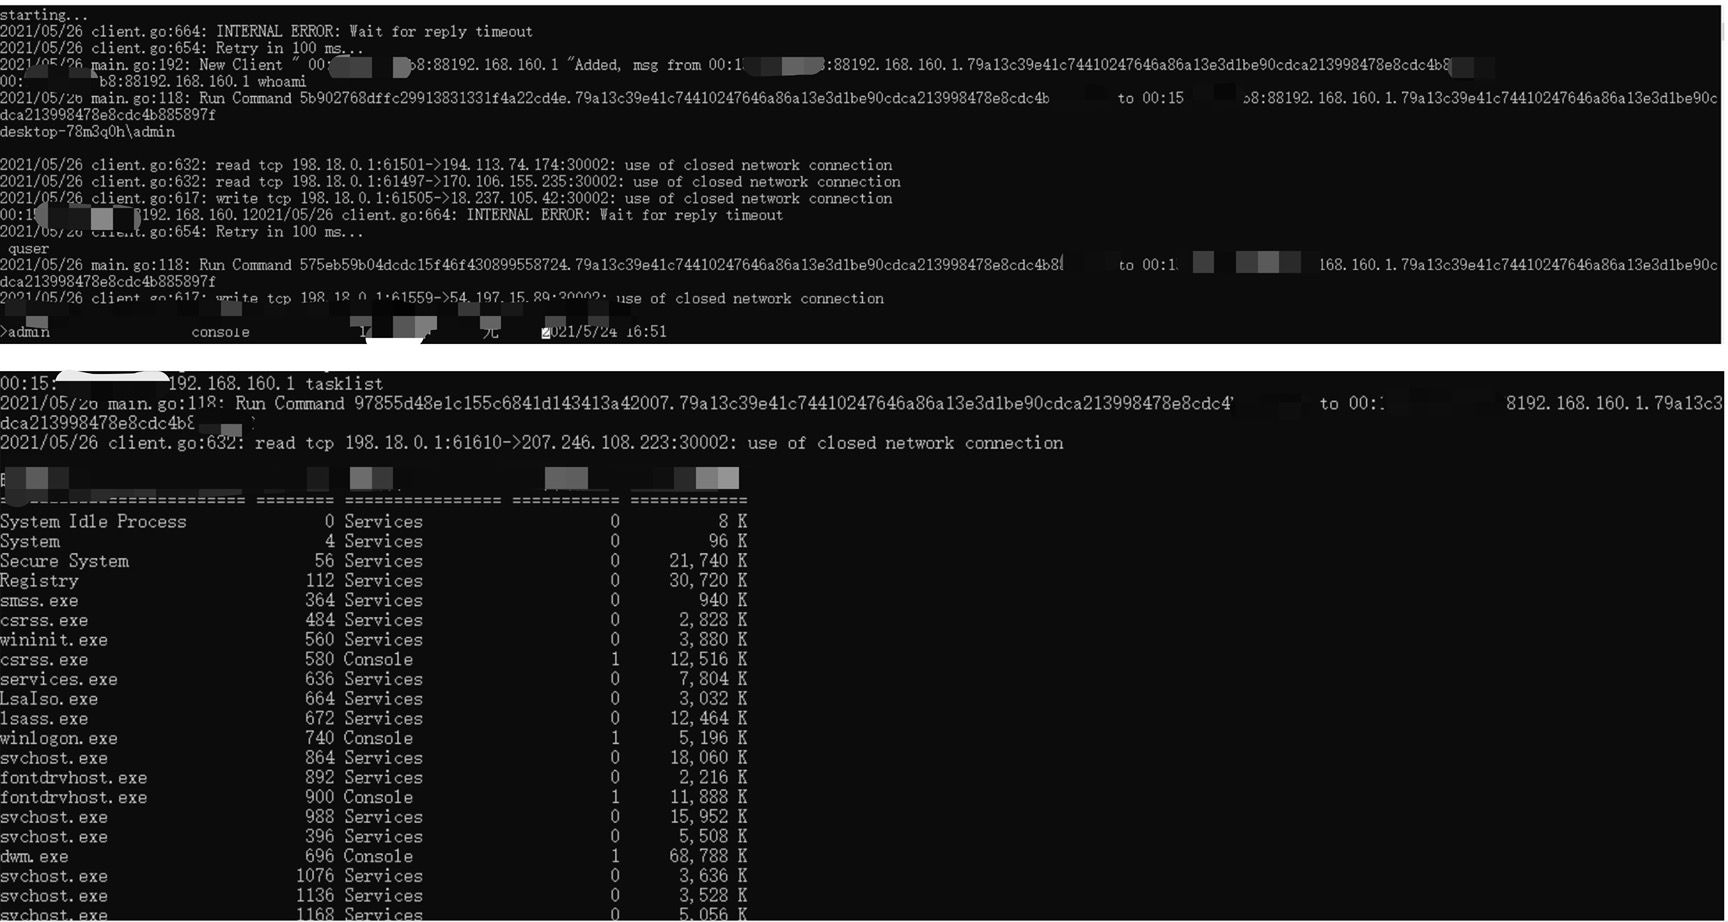 starting...
2021/05/26 client.go:664: INTERNAL ERROR: Wait for reply timeout
2021/05/26 client.go:654: Retry in 100 ms...
2021/05/26 main.go:192: New Client " 00: b8:88192.168.160.1 "Added, msg from 00:1 :88192.168.160.1.79a13c39e41c74410247646a86a13e3d1be90cdca213998478e8cdc4b8
00: b8:88192.168.160.1 whoami
2021/05/26 main.go:118: Run Command 5b902768dffc29913831331f4a22cd4e.79a13c39e41c74410247646a86a13e3d1be90cdca213998478e8cdc4b to 00:15 b8:88192.168.160.1.79a13c39e41c74410247646a86a13e3d1be90c
dca213998478e8cdc4b885897f
desktop-78m3q0h\admin
2021/05/26 client.go:632: read tcp 198.18.0.1:61501->194.113.74.174:30002: use of closed network connection
2021/05/26 client.go:632: read tcp 198.18.0.1:61497->170.106.155.235:30002: use of closed network connection
2021/05/26 client.go:617: write tcp 198.18.0.1:61505->18.237.105.42:30002: use of closed network connection
00:15 192.168.160.12021/05/26 client.go:664: INTERNAL ERROR: Wait for reply timeout
2021/05/26 client.go:654: Retry in 100 ms...
quser
2021/05/26 main.go:118: Run Command 575eb59b04dcdc15f46f430899558724.79a13c39e41c74410247646a86a13e3d1be90cdca213998478e8cdc4b8 to 00:1 168.160.1.79a13c39e41c74410247646a86a13e3d1be90c
dca213998478e8cdc4b885897f
2021/05/26 client.go:617: write tcp 198.18.0.1:61559->54.197.15.89:30002: use of closed network connection
>admin console 1 无 2021/5/24 16:51
00:15: 192.168.160.1 tasklist
2021/05/26 main.go:118: Run Command 97855d48e1c155c6841d143413a42007.79a13c39e41c74410247646a86a13e3d1be90cdca213998478e8cdc4 to 00:1 8192.168.160.1.79a13c3
dca213998478e8cdc4b8
2021/05/26 client.go:632: read tcp 198.18.0.1:61610->207.246.108.223:30002: use of closed network connection
========================= ======== ================ =========== ============
System Idle Process 0 Services 0 8 K
System 4 Services 0 96 K
Secure System 56 Services 0 21,740 K
Registry 112 Services 0 30,720 K
smss.exe 364 Services 0 940 K
csrss.exe 484 Services 0 2,828 K
wininit.exe 560 Services 0 3,880 K
csrss.exe 580 Console 1 12,516 K
services.exe 636 Services 0 7,804 K
LsaIso.exe 664 Services 0 3,032 K
lsass.exe 672 Services 0 12,464 K
winlogon.exe 740 Console 1 5,196 K
svchost.exe 864 Services 0 18,060 K
fontdrvhost.exe 892 Services 0 2,216 K
fontdrvhost.exe 900 Console 1 11,888 K
svchost.exe 988 Services 0 15,952 K
svchost.exe 396 Services 0 5,508 K
dwm.exe 696 Console 1 68,788 K
svchost.exe 1076 Services 0 3,636 K
svchost.exe 1136 Services 0 3,528 K
svchost.exe 1168 Services 0 5,056 K